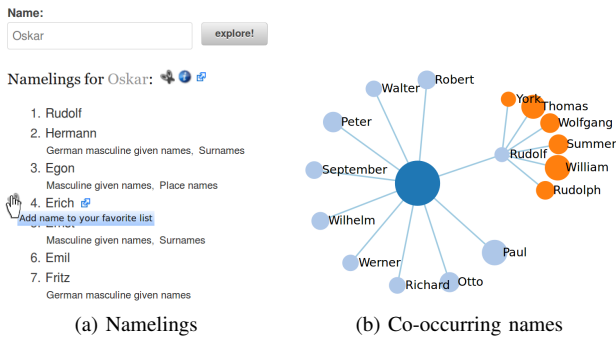 Name:
Oskar
explore!
Namelings for Oskar:
1. Rudolf
2. Hermann
German masculine given names, Surnames
3. Egon
Masculine given names, Place names
4. Erich
Add name to your favorite list
Masculine given names, Surnames
6. Emil
7. Fritz
German masculine given names
(a) Namelings
Robert
Walter
Peter
September
Wilhelm
Werner
Richard
Otto
Paul
Rudolf
York
Thomas
Wolfgang
Summer
William
Rudolph
(b) Co-occurring names